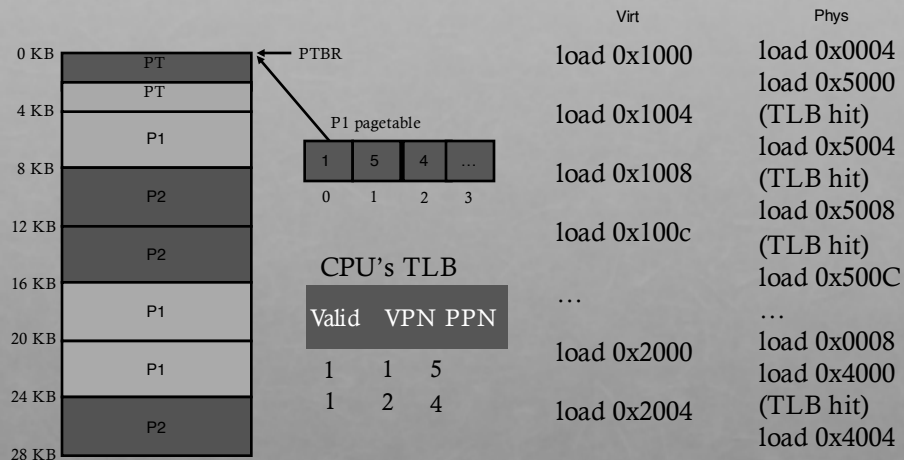 0 KB
PT
PTBR
PT
4 KB
P1
8 KB
P2
12 KB
P2
16 KB
P1
20 KB
P1
24 KB
P2
28 KB
P1 pagetable
1 5 4 ...
0 1 2 3
CPU's TLB
Valid VPN PPN
1 1 5
1 2 4
Virt
load 0x1000
load 0x1004
load 0x1008
load 0x100c
...
load 0x2000
load 0x2004
Phys
load 0x0004
load 0x5000
(TLB hit)
load 0x5004
(TLB hit)
load 0x5008
(TLB hit)
load 0x500C
...
load 0x0008
load 0x4000
(TLB hit)
load 0x4004